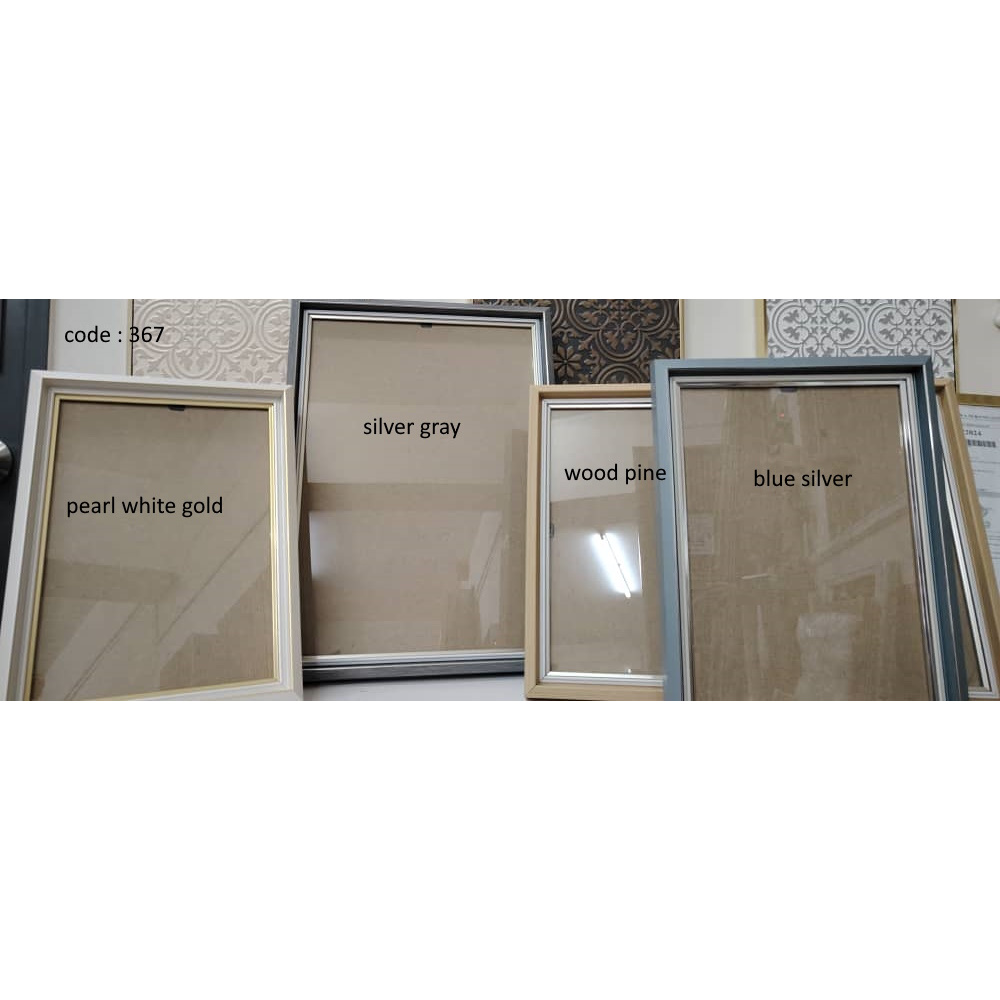 code : 367
silver gray
wood pine
blue silver
pearl white gold